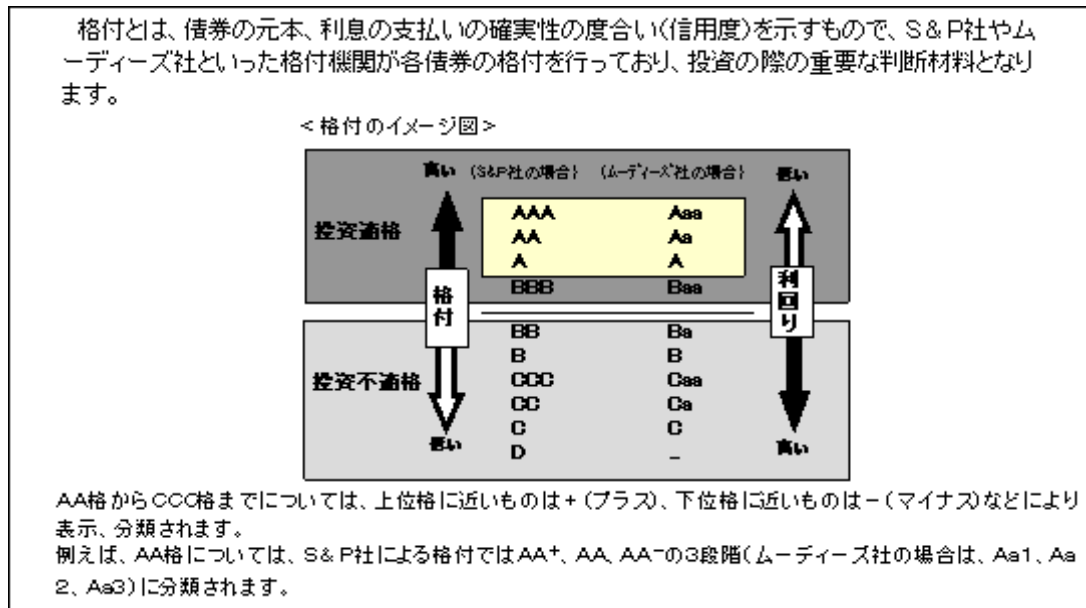 格付とは、債券の元本、利息の支払いの確実性の度合い（信用度）を示すもので、S＆P社やム
ーディーズ社といった格付機関が各債券の格付を行っており、投資の際の重要な判断材料となり
ます。
＜格付のイメージ図＞
高い （S&P社の場合） （ムーディーズ社の場合） 低い
AAA Aaa
AA Aa
投資適格
A A
BBB Baa
格付
利回り
BB Ba
B B
投資不適格 CCC Caa
CC Ca
C C
低い D － 高い
AA格からCCC格までについては、上位格に近いものは＋（プラス）、下位格に近いものは－（マイナス）などにより
表示、分類されます。
例えば、AA格については、S＆P社による格付ではAA⁺、AA、AA⁻の3段階（ムーディーズ社の場合は、Aa1、Aa
2、Aa3）に分類されます。